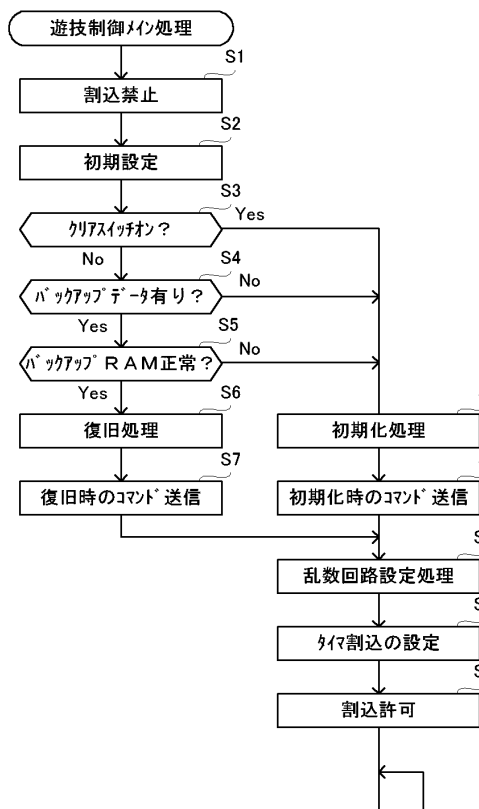 遊技制御ﾒｲﾝ処理
S1
割込禁止
S2
初期設定
S3
ｸﾘｱｽｲｯﾁｵﾝ？
Yes
No
S4
ﾊﾞｯｸｱｯﾌﾟﾃﾞｰﾀ有り？
No
Yes
S5
ﾊﾞｯｸｱｯﾌﾟＲＡＭ正常？
No
Yes
S6
復旧処理
初期化処理
S7
復旧時のｺﾏﾝﾄﾞ送信
初期化時のｺﾏﾝﾄﾞ送信
S
乱数回路設定処理
S
ﾀｲﾏ割込の設定
S
割込許可